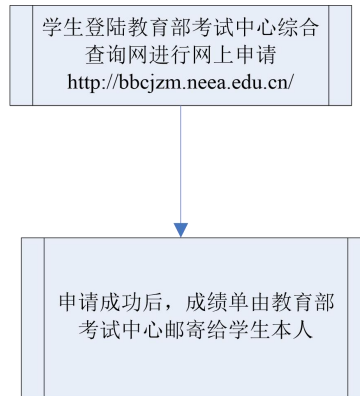 学生登陆教育部考试中心综合
查询网进行网上申请
http://bbcjzm.neea.edu.cn/
申请成功后，成绩单由教育部
考试中心邮寄给学生本人